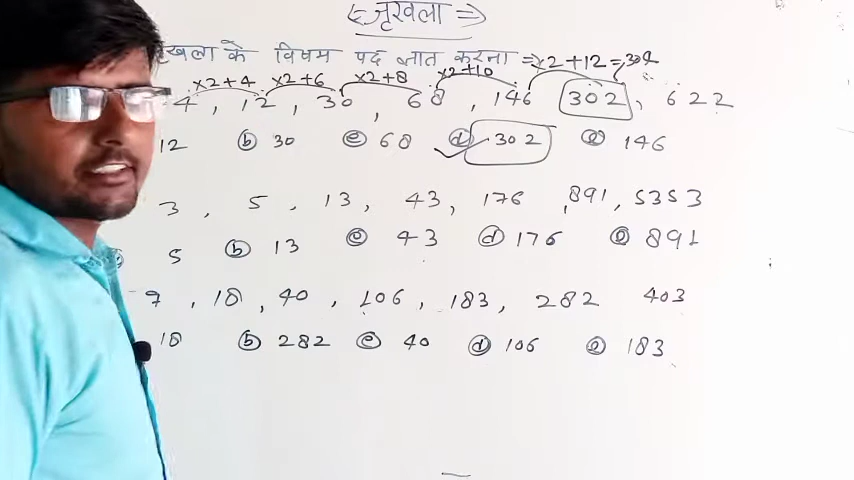 ⇐ शृंखला ⇒
शृंखला के विषम पद ज्ञात करना ⇒ ×2+12=302
×2+4 ×2+6 ×2+8 ×2+10
4, 12, 30, 68, 146 302, 622
12 (b) 30 (c) 68 (d) 302 (e) 146
3, 5, 13, 43, 176, 891, 5353
5 (b) 13 (c) 43 (d) 176 (e) 891
7, 18, 40, 106, 183, 282 403
18 (b) 282 (c) 40 (d) 106 (e) 183